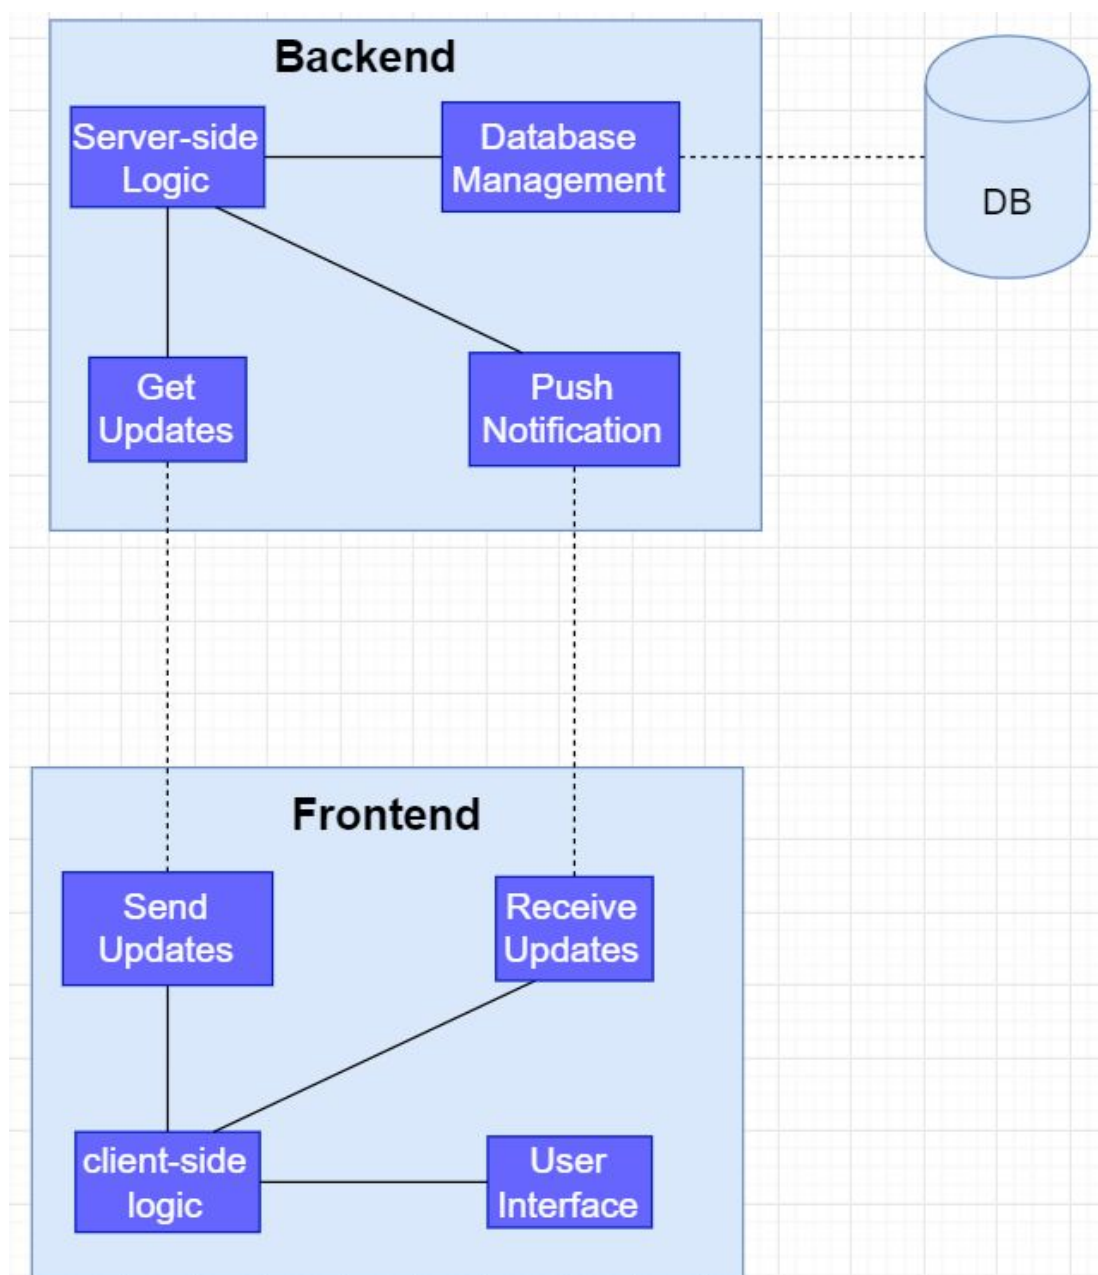 Backend
Server-side
Logic
Database
Management
DB
Get
Updates
Push
Notification
Frontend
Send
Updates
Receive
Updates
client-side
logic
User
Interface